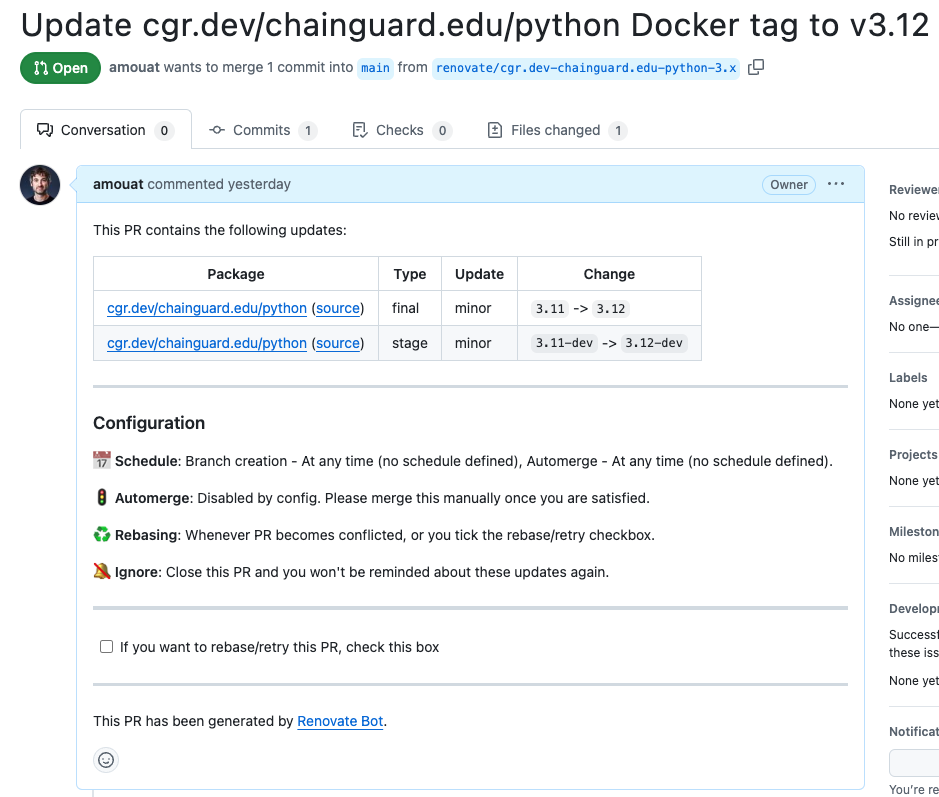 Update cgr.dev/chainguard.edu/python Docker tag to v3.12
Open amouat wants to merge 1 commit into main from renovate/cgr.dev-chainguard.edu-python-3.x
Conversation 0 Commits 1 Checks 0 Files changed 1
amouat commented yesterday Owner
This PR contains the following updates:
Package Type Update Change
cgr.dev/chainguard.edu/python (source) final minor 3.11 -> 3.12
cgr.dev/chainguard.edu/python (source) stage minor 3.11-dev -> 3.12-dev
Configuration
17 Schedule: Branch creation - At any time (no schedule defined), Automerge - At any time (no schedule defined).
Automerge: Disabled by config. Please merge this manually once you are satisfied.
Rebasing: Whenever PR becomes conflicted, or you tick the rebase/retry checkbox.
Ignore: Close this PR and you won't be reminded about these updates again.
If you want to rebase/retry this PR, check this box
This PR has been generated by Renovate Bot.
Reviewer
No review
Still in pr
Assignee
No one—
Labels
None yet
Projects
None yet
Mileston
No miles
Develop
Successf
these iss
None yet
Notificat
You're re